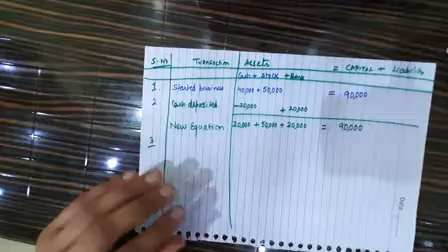 S.No Transaction Assets = CAPITAL + Liability
Cash + Stock + Bank
1. Started business 40,000 + 50,000 = 90,000
2 Cash deposited -20,000 + 20,000
New Equation 20,000 + 50,000 + 20,000 = 90,000
3
Date